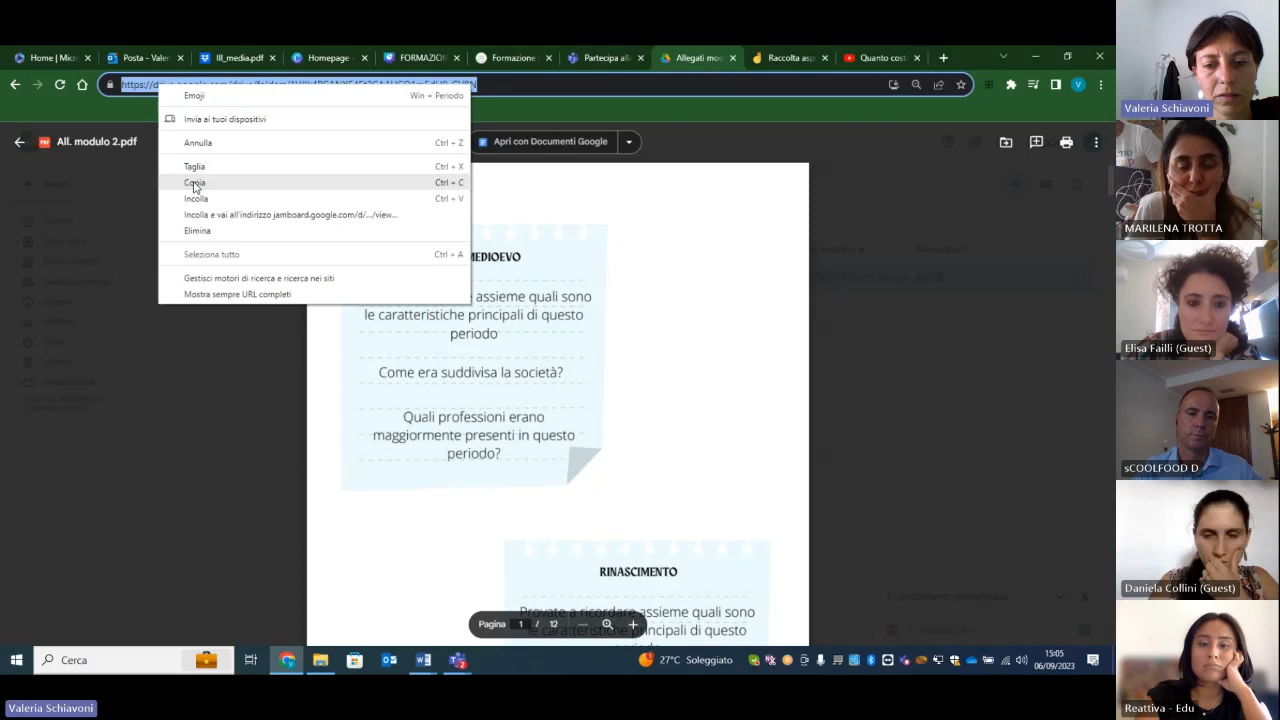 Home | Micr
Posta - Valer
III_media.pdf
Homepage -
FORMAZION
Formazione
Partecipa alla
Allegati mod
Raccolta asp
Quanto costa
Emoji Win + Periodo
Invia ai tuoi dispositivi
Annulla Ctrl + Z
Taglia Ctrl + X
Copia Ctrl + C
Incolla Ctrl + V
Incolla e vai all'indirizzo jamboard.google.com/d/.../view...
Elimina
Seleziona tutto Ctrl + A
Gestisci motori di ricerca e ricerca nei siti
Mostra sempre URL completi
All. modulo 2.pdf
Apri con Documenti Google
MEDIOEVO
assieme quali sono
le caratteristiche principali di questo
periodo
Come era suddivisa la società?
Quali professioni erano
maggiormente presenti in questo
periodo?
RINASCIMENTO
Provate a ricordare assieme quali sono
le caratteristiche principali di questo
Pagina 1 / 12
Cerca
27°C Soleggiato
15:05
06/09/2023
Valeria Schiavoni
Valeria Schiavoni
MARILENA TROTTA
Elisa Failli (Guest)
sCOOLFOOD D
Daniela Collini (Guest)
Reattiva - Edu